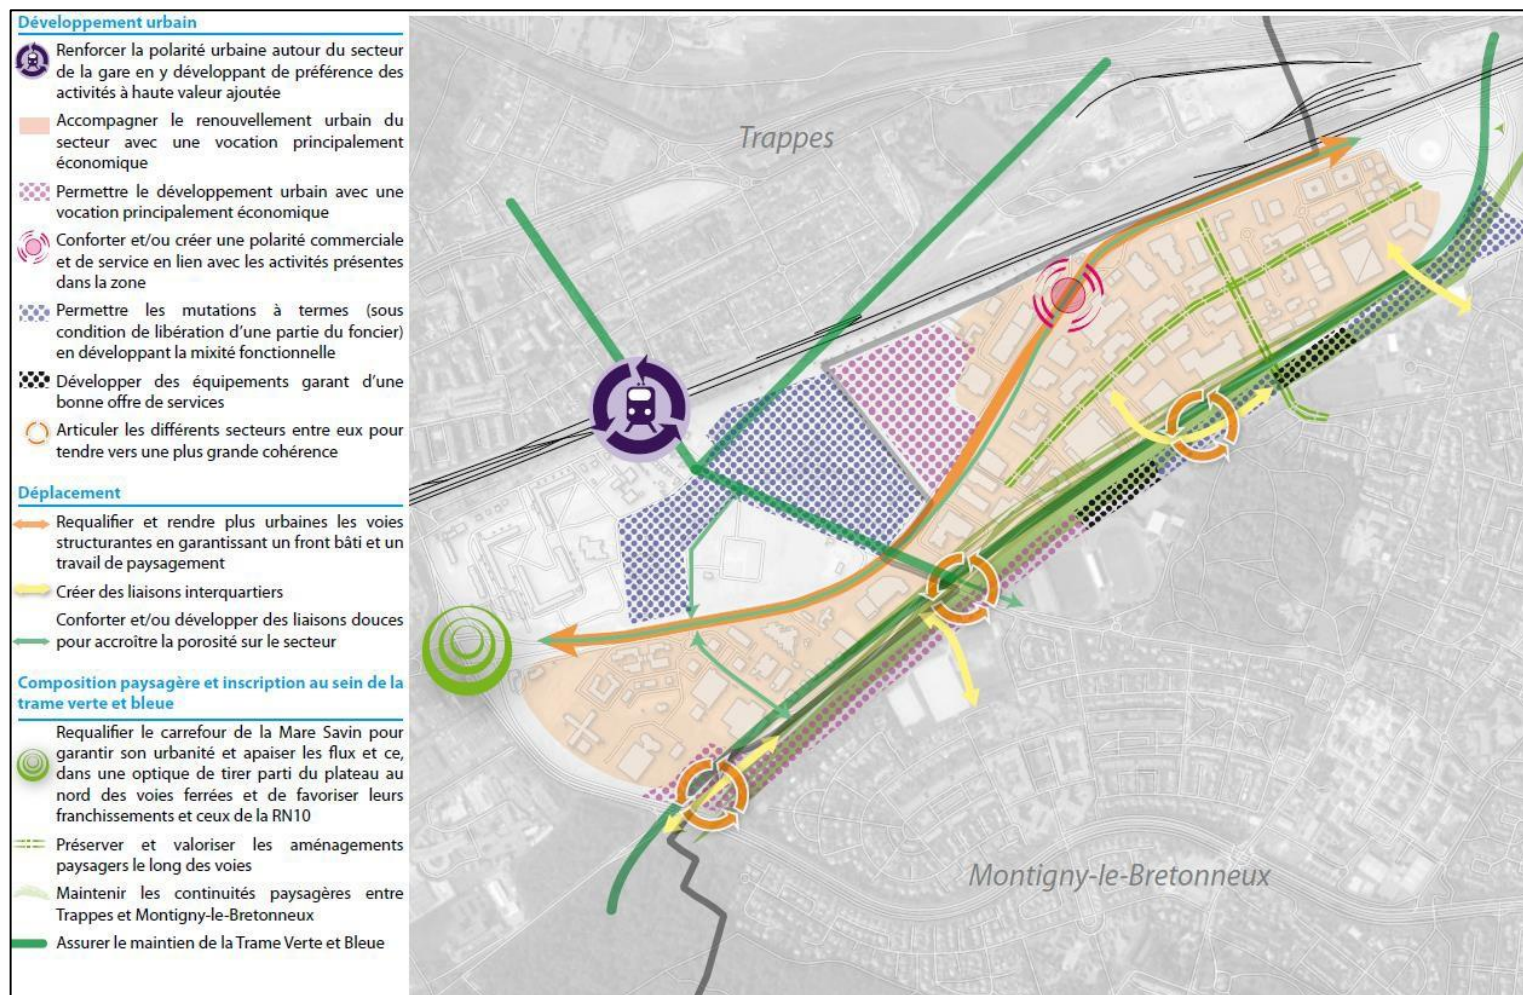 Développement urbain
Renforcer la polarité urbaine autour du secteur
de la gare en y développant de préférence des
activités à haute valeur ajoutée
Accompagner le renouvellement urbain du
secteur avec une vocation principalement
économique
Permettre le développement urbain avec une
vocation principalement économique
Conforter et/ou créer une polarité commerciale
et de service en lien avec les activités présentes
dans la zone
Permettre les mutations à termes (sous
condition de libération d'une partie du foncier)
en développant la mixité fonctionnelle
Développer des équipements garant d'une
bonne offre de services
Articuler les différents secteurs entre eux pour
tendre vers une plus grande cohérence
Déplacement
Requalifier et rendre plus urbaines les voies
structurantes en garantissant un front bâti et un
travail de paysagement
Créer des liaisons interquartiers
Conforter et/ou développer des liaisons douces
pour accroître la porosité sur le secteur
Composition paysagère et inscription au sein de la
trame verte et bleue
Requalifier le carrefour de la Mare Savin pour
garantir son urbanité et apaiser les flux et ce,
dans une optique de tirer parti du plateau au
nord des voies ferrées et de favoriser leurs
franchissements et ceux de la RN10
Préserver et valoriser les aménagements
paysagers le long des voies
Maintenir les continuités paysagères entre
Trappes et Montigny-le-Bretonneux
Assurer le maintien de la Trame Verte et Bleue
Trappes
Montigny-le-Bretonneux